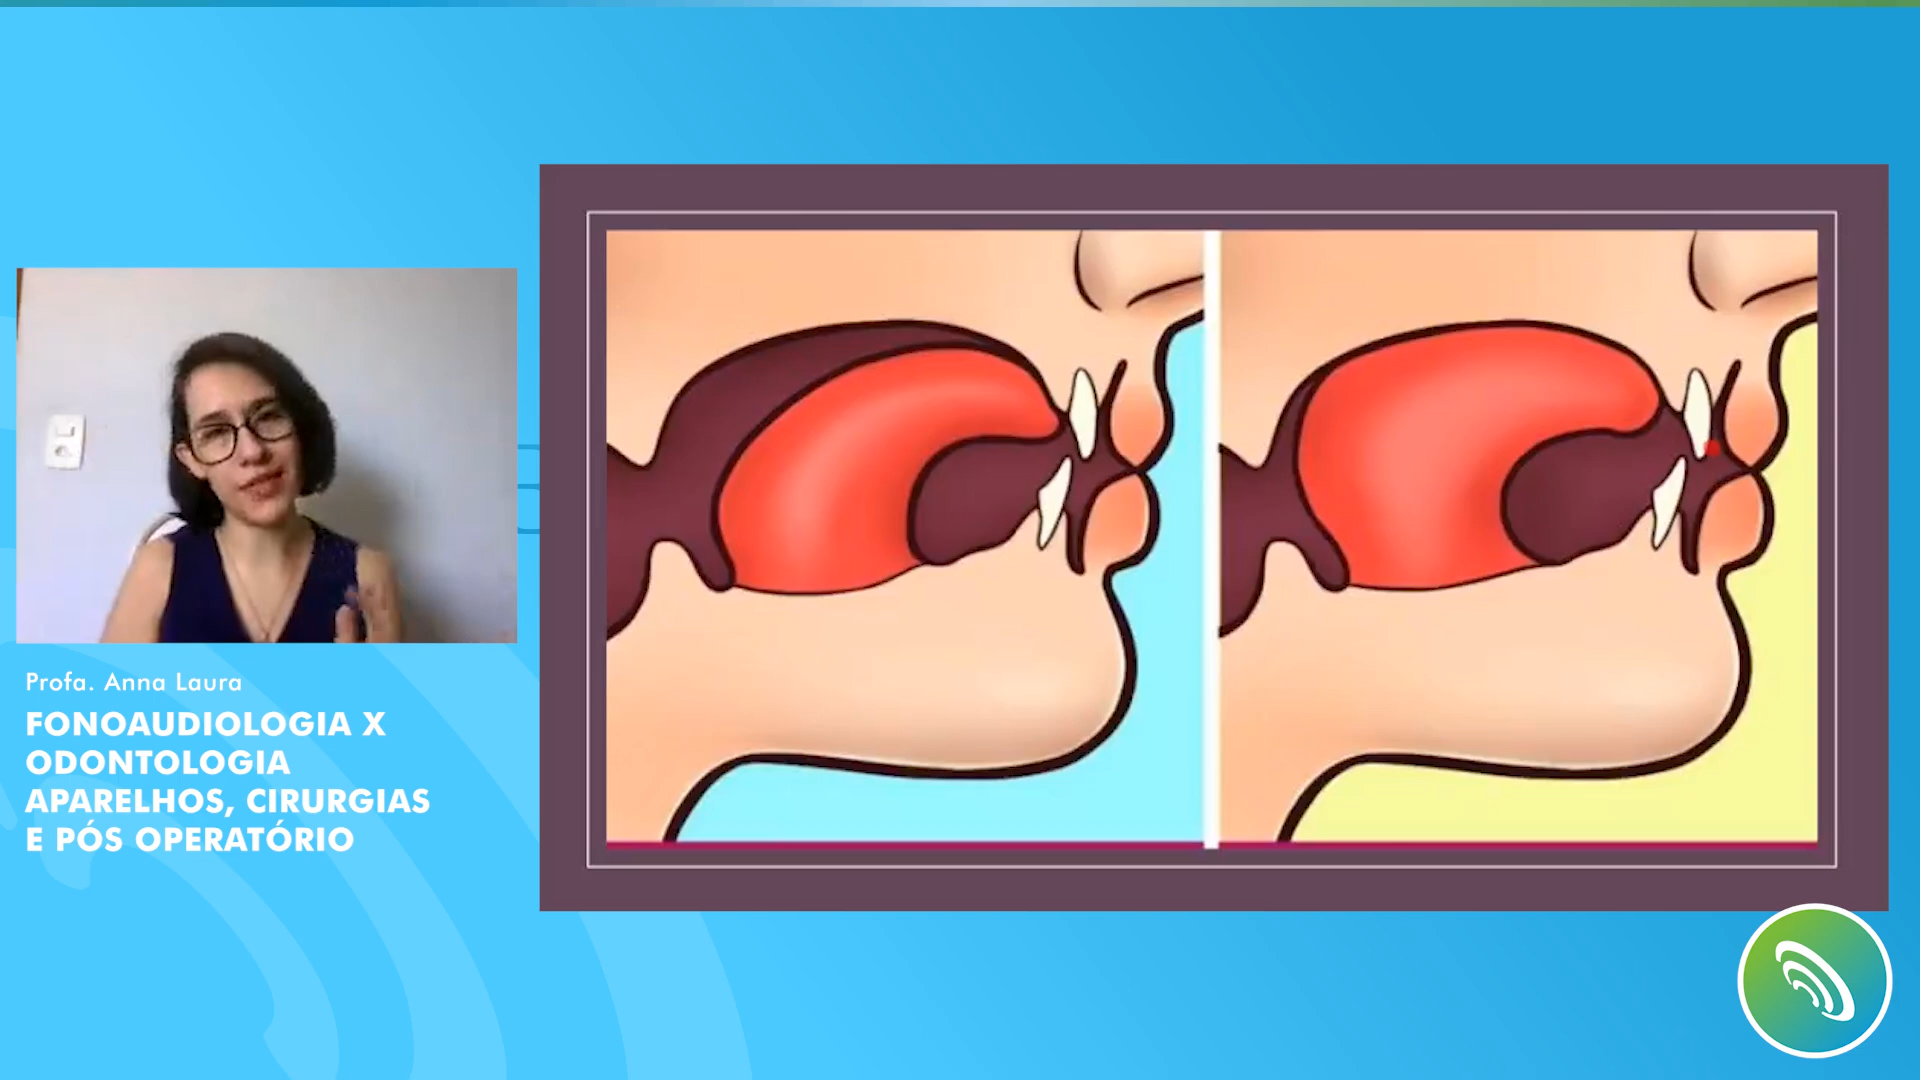 Profa. Anna Laura
FONOAUDIOLOGIA X
ODONTOLOGIA
APARELHOS, CIRURGIAS
E PÓS OPERATÓRIO